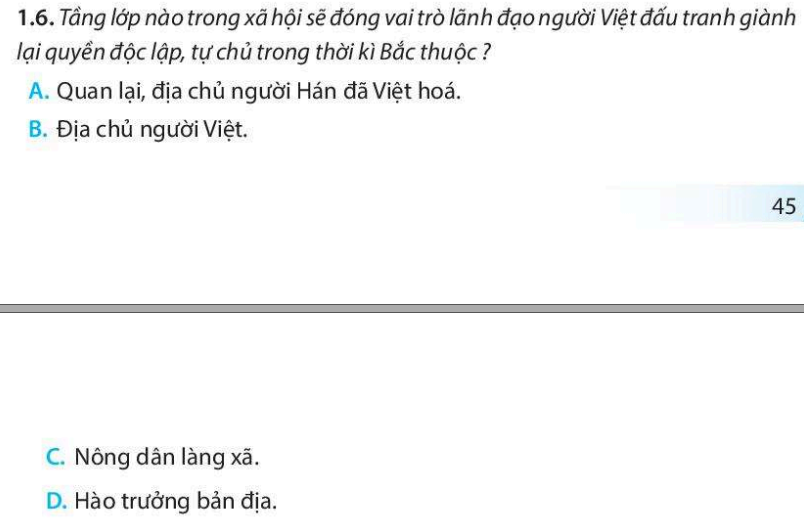 1.6. Tầng lớp nào trong xã hội sẽ đóng vai trò lãnh đạo người Việt đấu tranh giành
lại quyền độc lập, tự chủ trong thời kì Bắc thuộc ?
A. Quan lại, địa chủ người Hán đã Việt hoá.
B. Địa chủ người Việt.
45
C. Nông dân làng xã.
D. Hào trưởng bản địa.